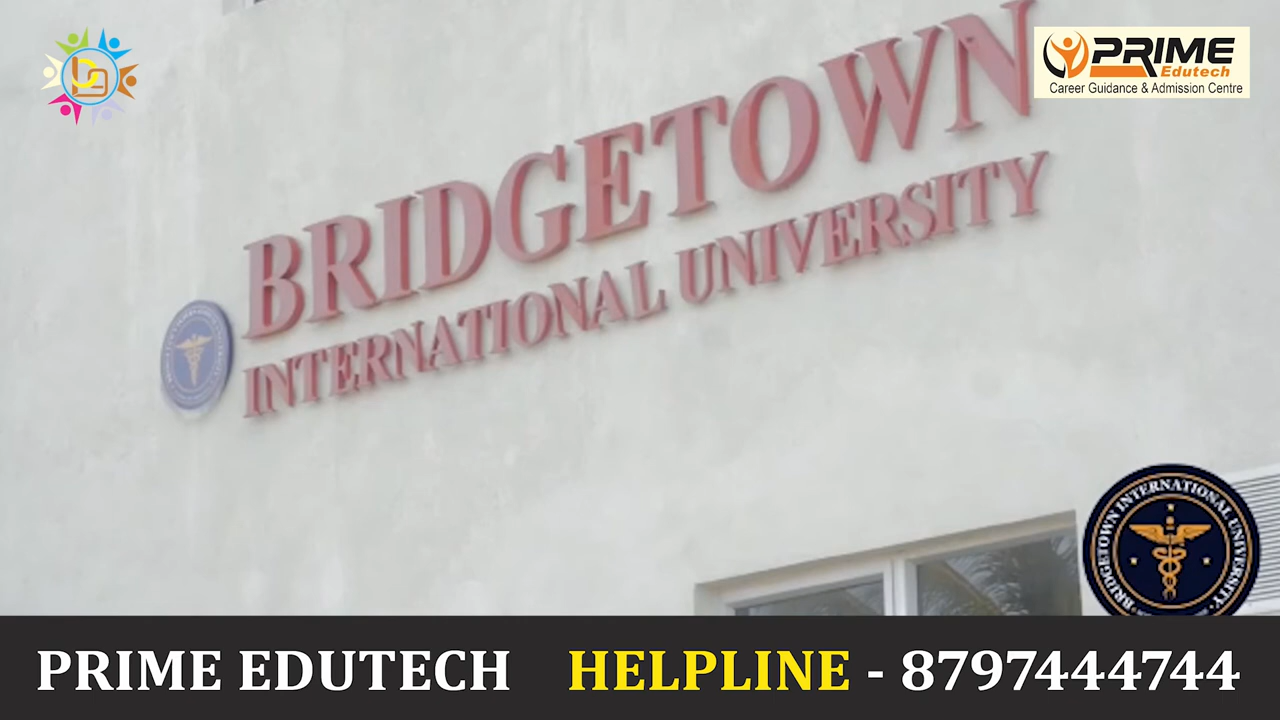 PRIME
Edutech
Career Guidance & Admission Centre
BRIDGETOWN
INTERNATIONAL UNIVERSITY
BRIDGETOWN INTERNATIONAL UNIVERSITY
PRIME EDUTECH HELPLINE - 8797444744